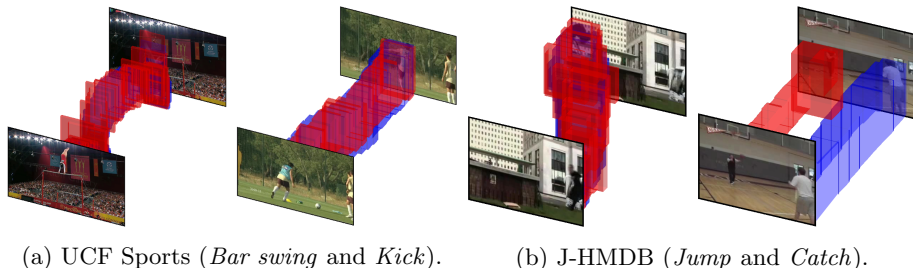 (a) UCF Sports (Bar swing and Kick).
(b) J-HMDB (Jump and Catch).